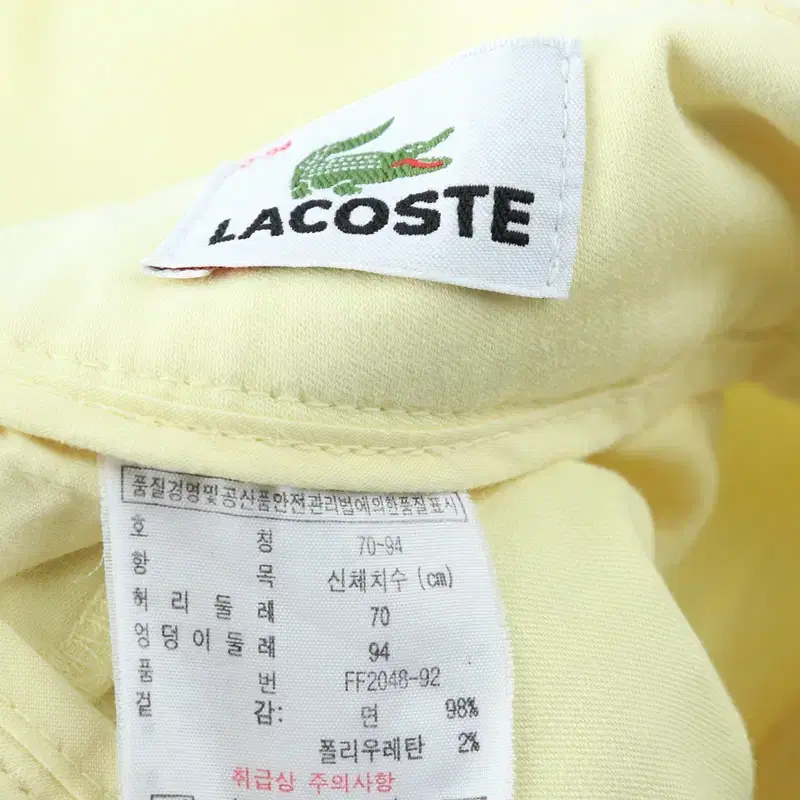 LACOSTE
품질경영및공산품안전관리법에의한품질표시
호 칭 70-94
항 목 신체치수 (cm)
허리둘레 70
엉덩이둘레 94
품 번 FF2048-92
겉 감: 면 98%
폴리우레탄 2%
취급상 주의사항